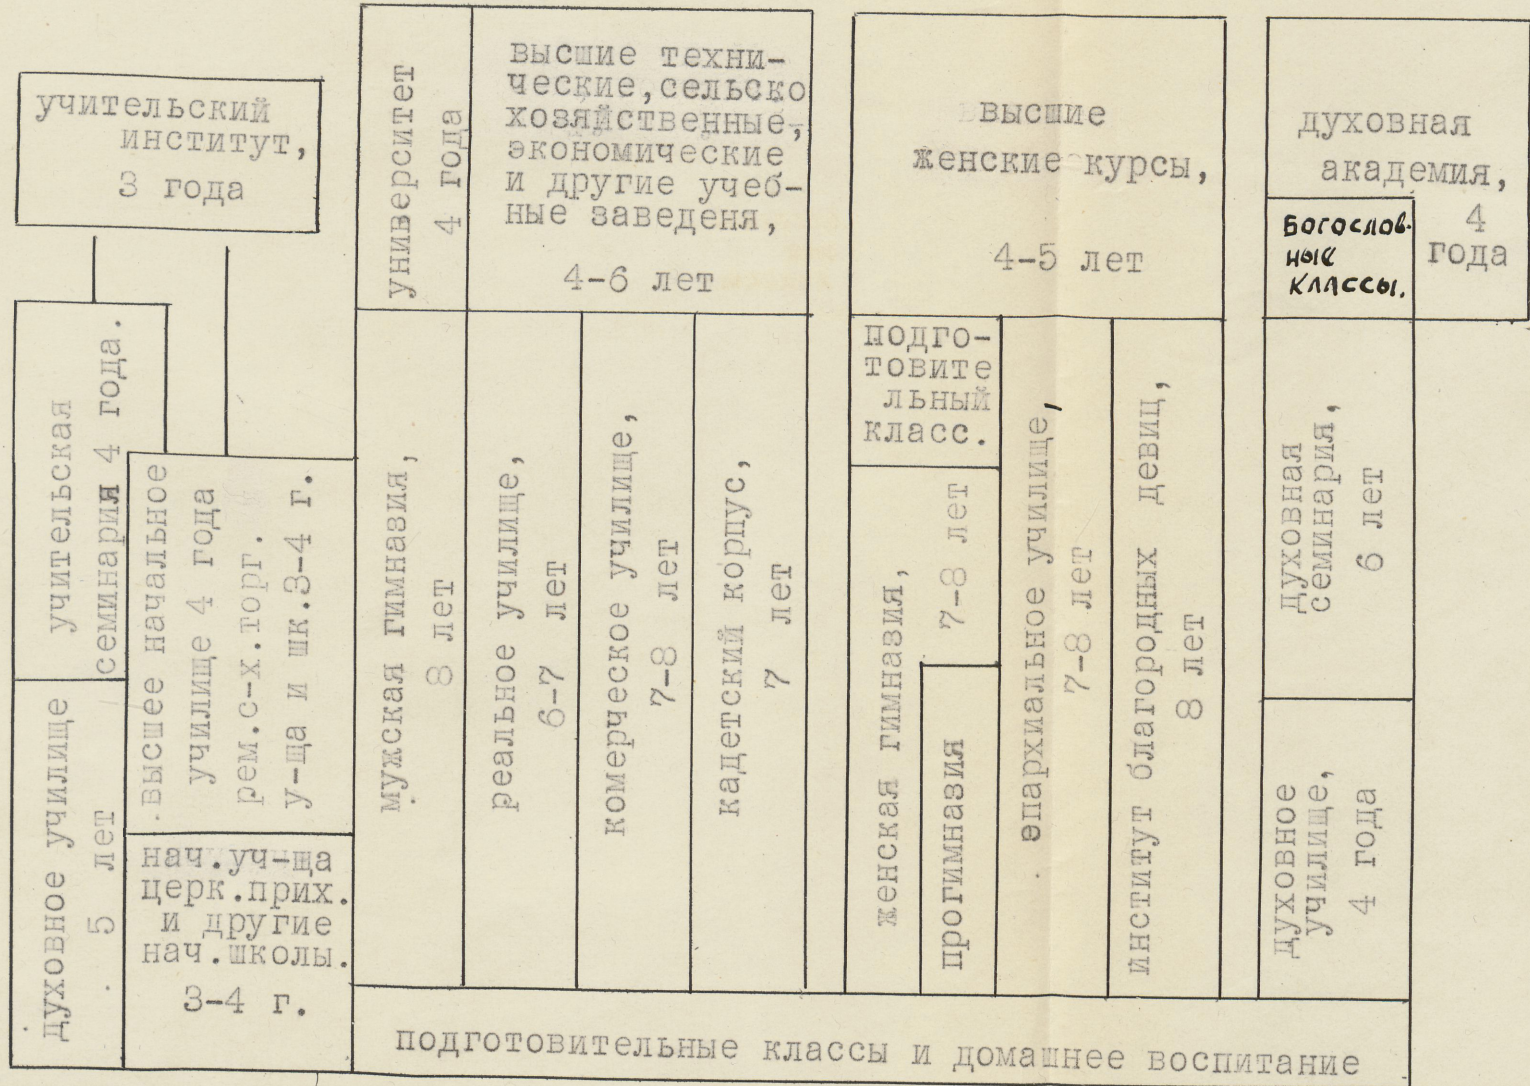 учительский
институт,
3 года
университет
4 года
высшие техни-
ческие,сельско
хозяйственные,
экономические
и другие учеб-
ные заведеня,
4-6 лет
высшие
женские курсы,
4-5 лет
духовная
академия,
4
года
Богослов-
ные
классы.
учительская
семинария 4 года.
духовное училище
5 лет
высшее начальное
училище 4 года
рем.с-х.торг.
у-ща и шк.3-4 г.
нач.уч-ща
церк.прих.
и другие
нач.школы.
3-4 г.
мужская гимназия,
8 лет
реальное училище,
6-7 лет
комерческое училище,
7-8 лет
кадетский корпус,
7 лет
подго-
товите
льный
класс.
женская гимназия,
7-8 лет
прогимназия
епархиальное училище,
7-8 лет
институт благородных девиц,
8 лет
духовная
семинария,
6 лет
духовное
училище,
4 года
подготовительные классы и домашнее воспитание